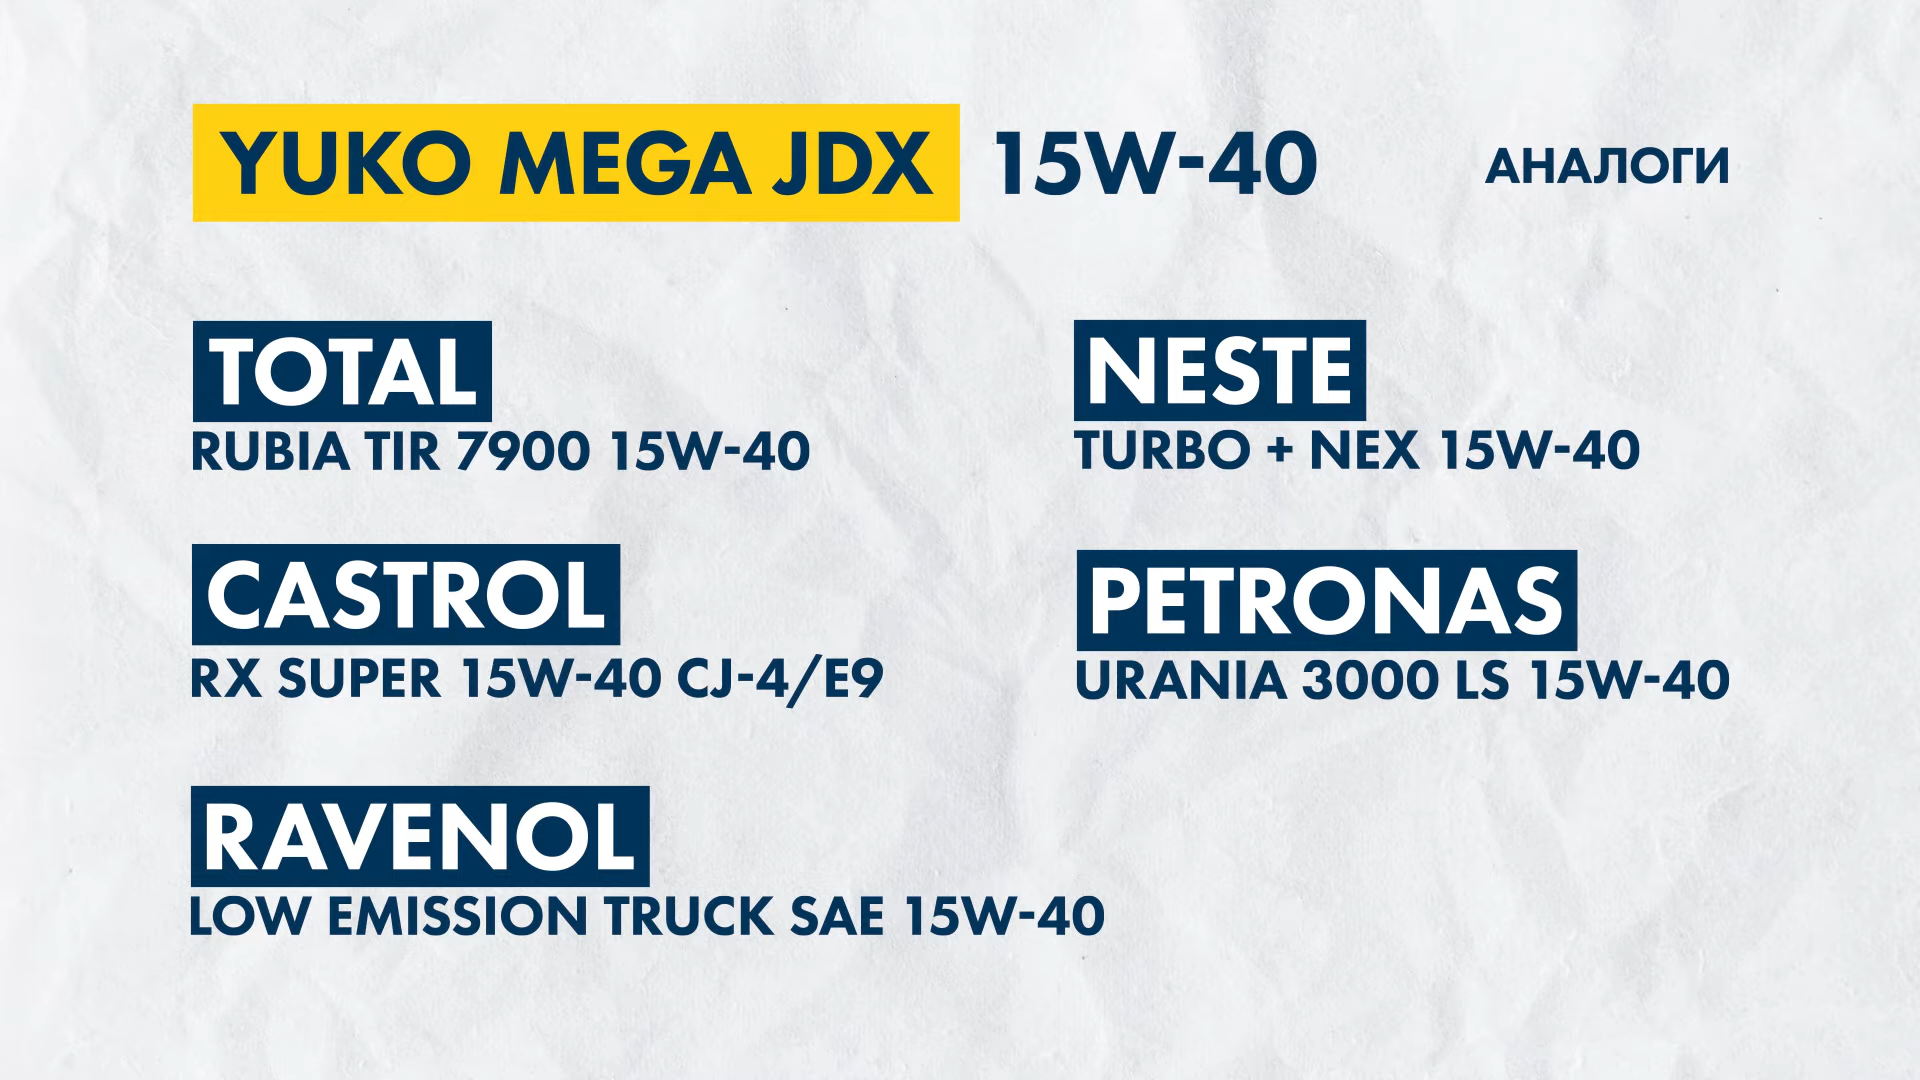 YUKO MEGA JDX 15W-40 АНАЛОГИ
TOTAL
RUBIA TIR 7900 15W-40
CASTROL
RX SUPER 15W-40 CJ-4/E9
RAVENOL
LOW EMISSION TRUCK SAE 15W-40
NESTE
TURBO + NEX 15W-40
PETRONAS
URANIA 3000 LS 15W-40